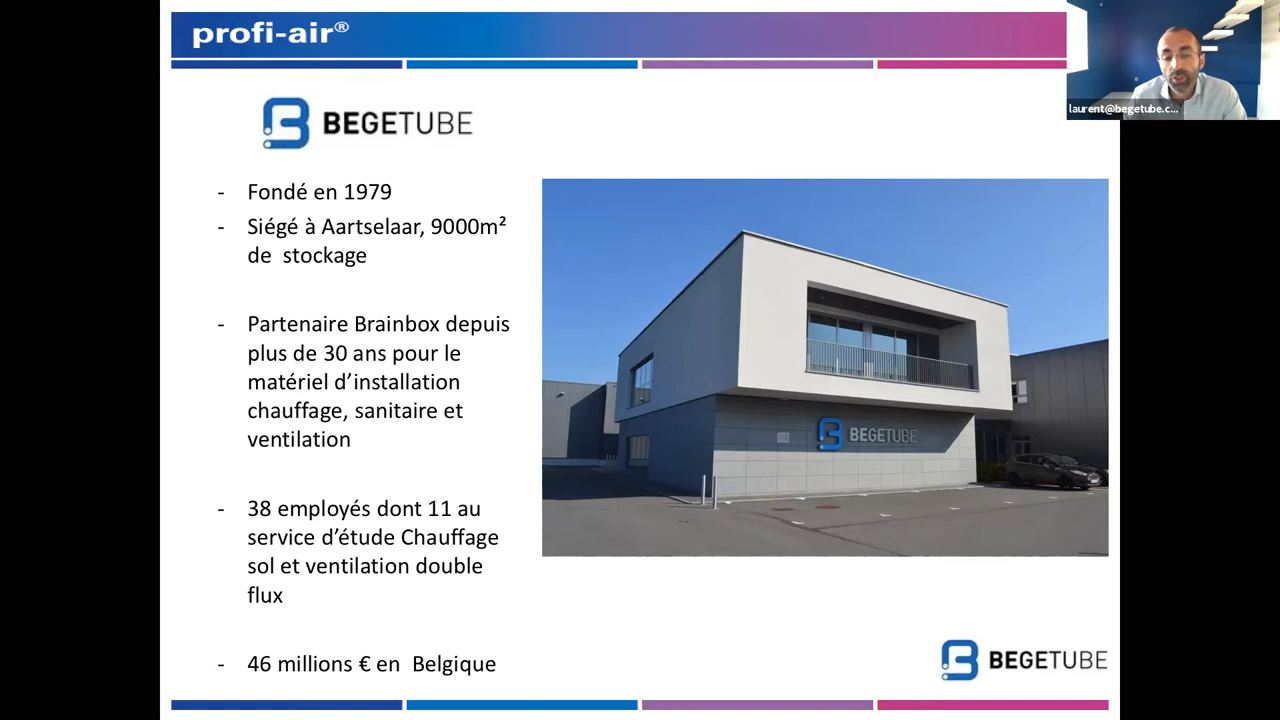 profi-air®
laurent@begetube.c...
BEGETUBE
- Fondé en 1979
- Siégé à Aartselaar, 9000m²
de stockage
- Partenaire Brainbox depuis
plus de 30 ans pour le
matériel d’installation
chauffage, sanitaire et
ventilation
- 38 employés dont 11 au
service d’étude Chauffage
sol et ventilation double
flux
- 46 millions € en Belgique
BEGETUBE
BEGETUBE